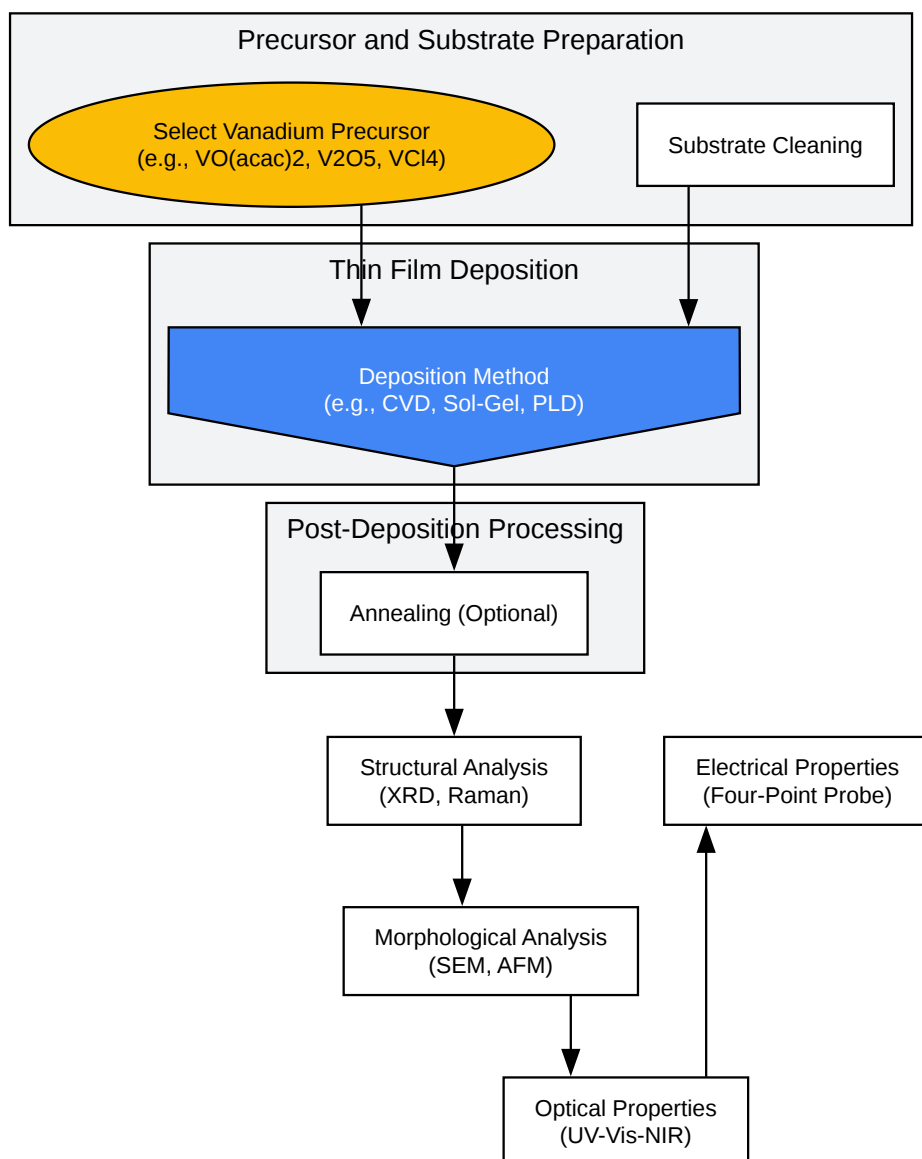 Precursor and Substrate Preparation
Select Vanadium Precursor
(e.g., VO(acac)2, V2O5, VCl4)
Substrate Cleaning
Thin Film Deposition
Deposition Method
(e.g., CVD, Sol-Gel, PLD)
Post-Deposition Processing
Annealing (Optional)
Structural Analysis
(XRD, Raman)
Electrical Properties
(Four-Point Probe)
Morphological Analysis
(SEM, AFM)
Optical Properties
(UV-Vis-NIR)